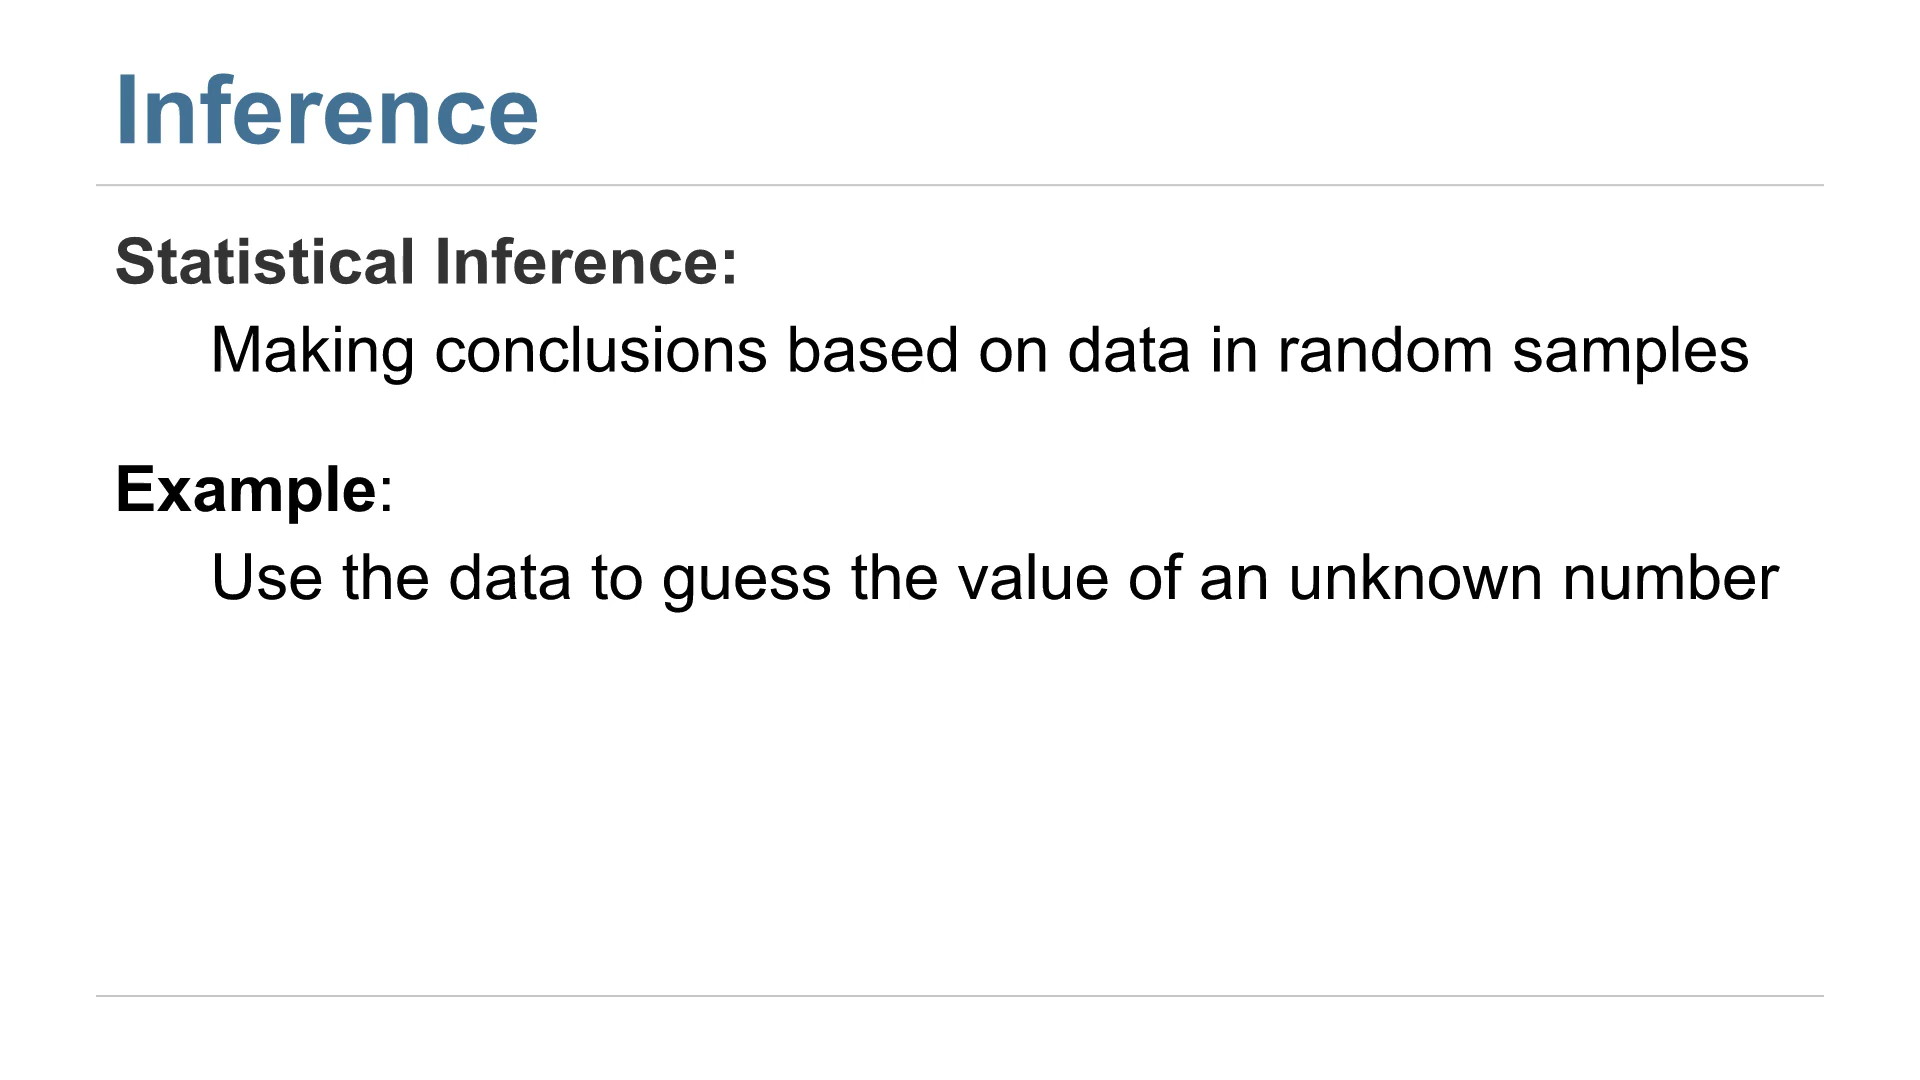 Inference
Statistical Inference:
Making conclusions based on data in random samples
Example:
Use the data to guess the value of an unknown number